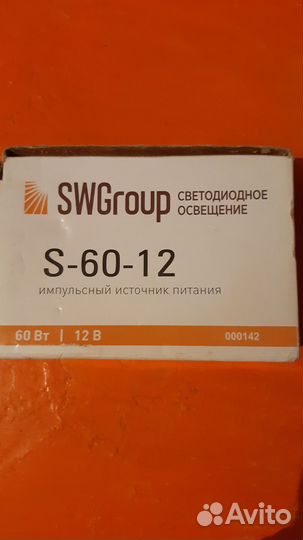 SWGroup СВЕТОДИОДНОЕ
ОСВЕЩЕНИЕ
S-60-12
импульсный источник питания
60 Вт | 12 В 000142
Avito